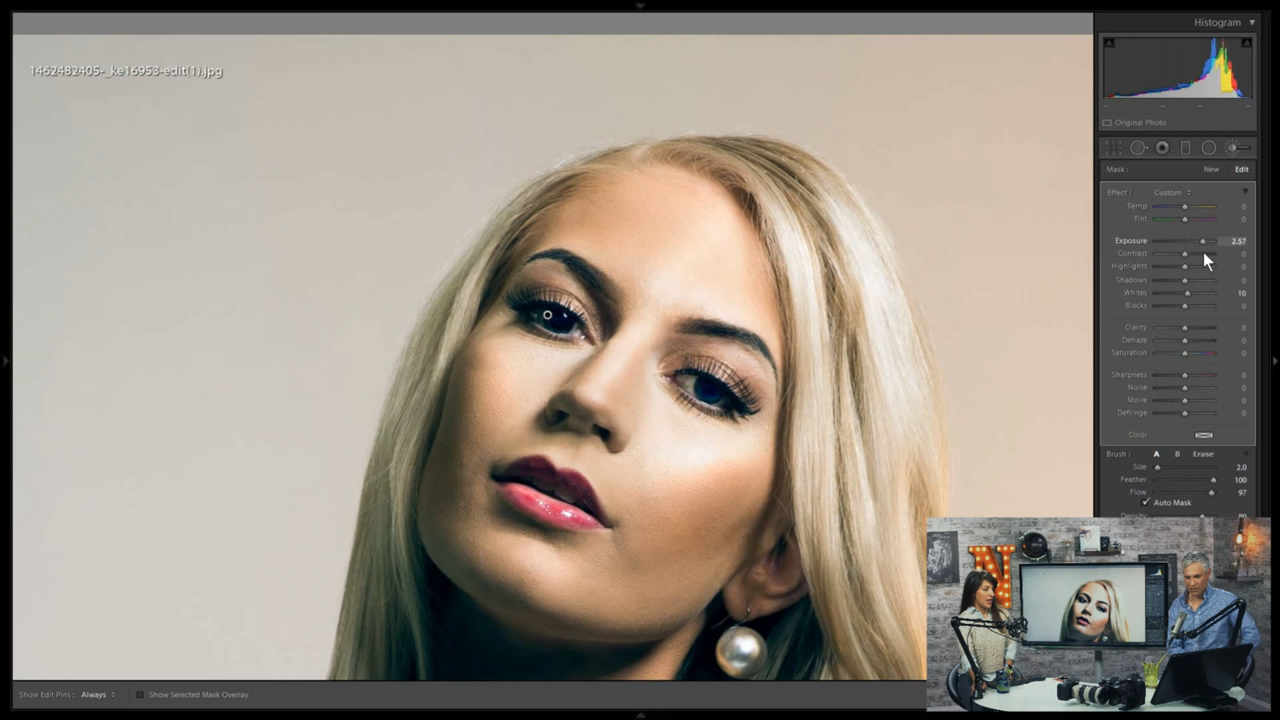 Histogram
1462482405-_ke16953-edit(1).jpg
Original Photo
Mask : New Edit
Effect : Custom
Temp 0
Tint 0
Exposure 2.57
Contrast 0
Highlights 0
Shadows 0
Whites 10
Blacks 0
Clarity 0
Dehaze 0
Saturation 0
Sharpness 0
Noise 0
Moiré 0
Defringe 0
Color
Brush : A B Erase
Size 2.0
Feather 100
Flow 97
Auto Mask
Density 80
N
Show Edit Pins : Always Show Selected Mask Overlay